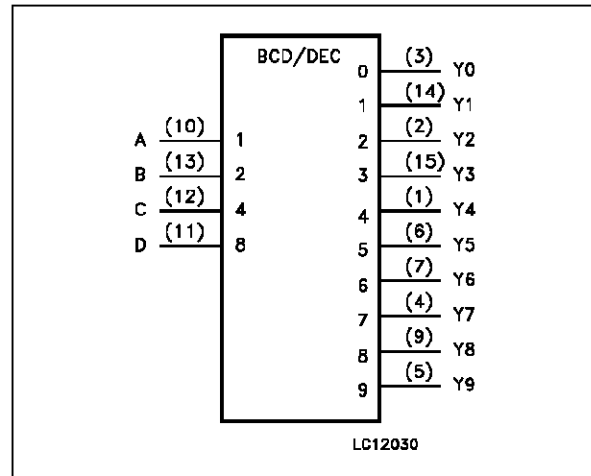 BCD/DEC
0 (3) Y0
1 (14) Y1
A (10) 1
2 (2) Y2
B (13) 2
3 (15) Y3
C (12) 4
4 (1) Y4
D (11) 8
5 (6) Y5
6 (7) Y6
7 (4) Y7
8 (9) Y8
9 (5) Y9
LC12030